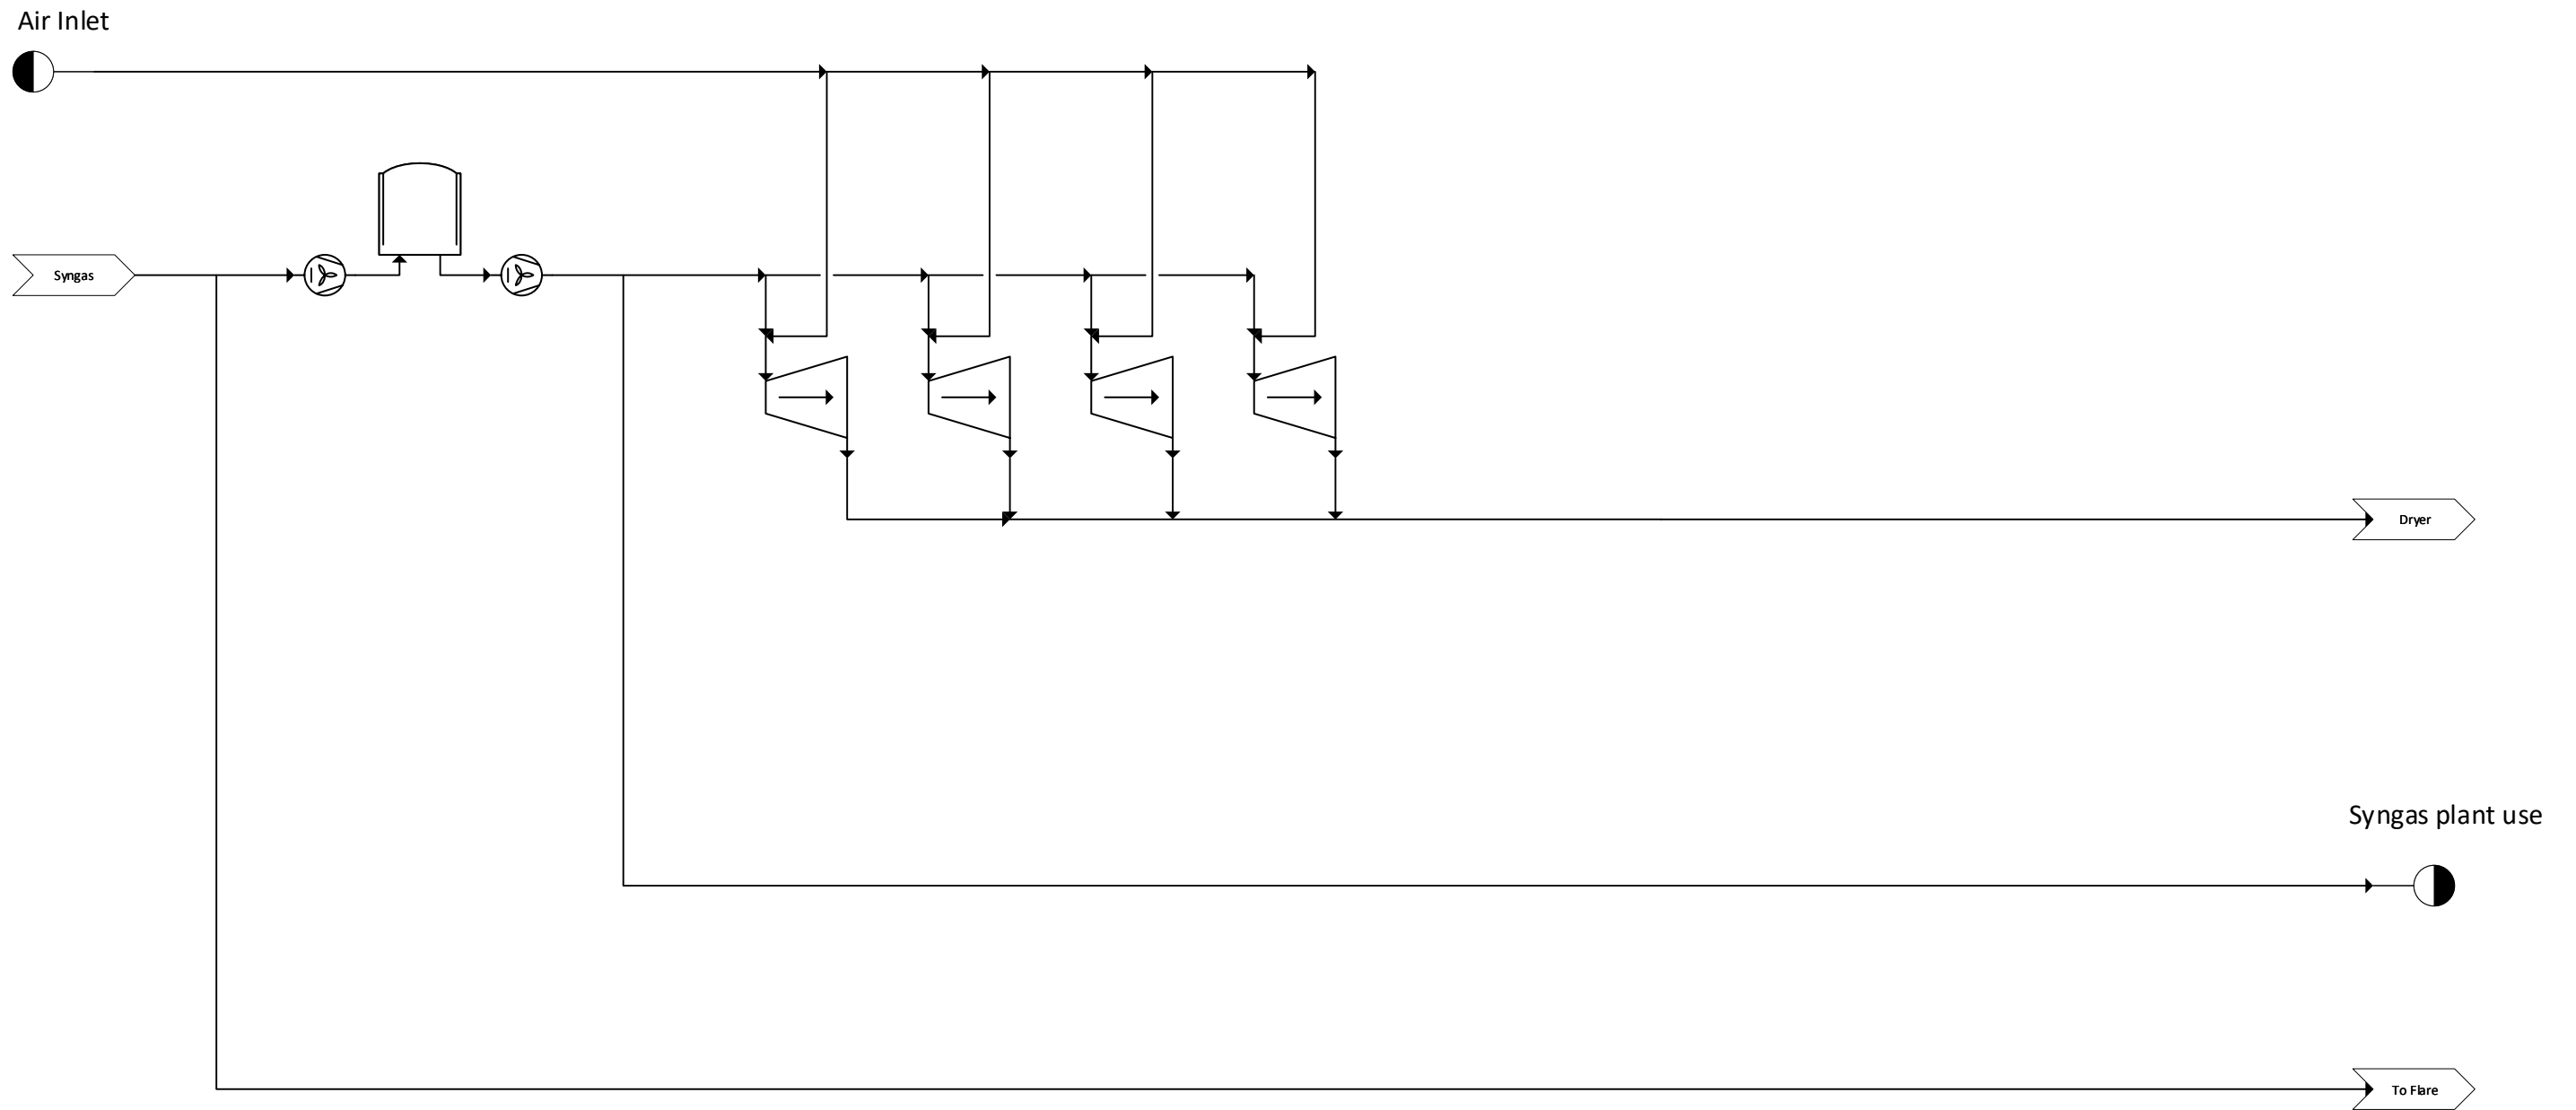 Air Inlet
Syngas
Dryer
Syngas plant use
To Flare